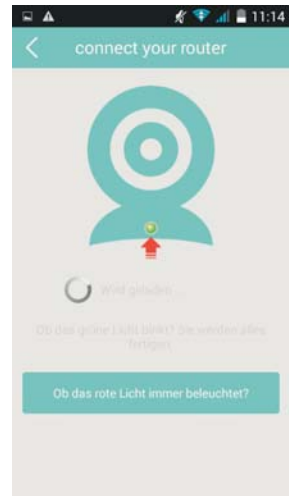 11:14
connect your router
Wird geladen ...
Ob das grüne Licht blinkt? Sie werden alles
fertigen
Ob das rote Licht immer beleuchtet?